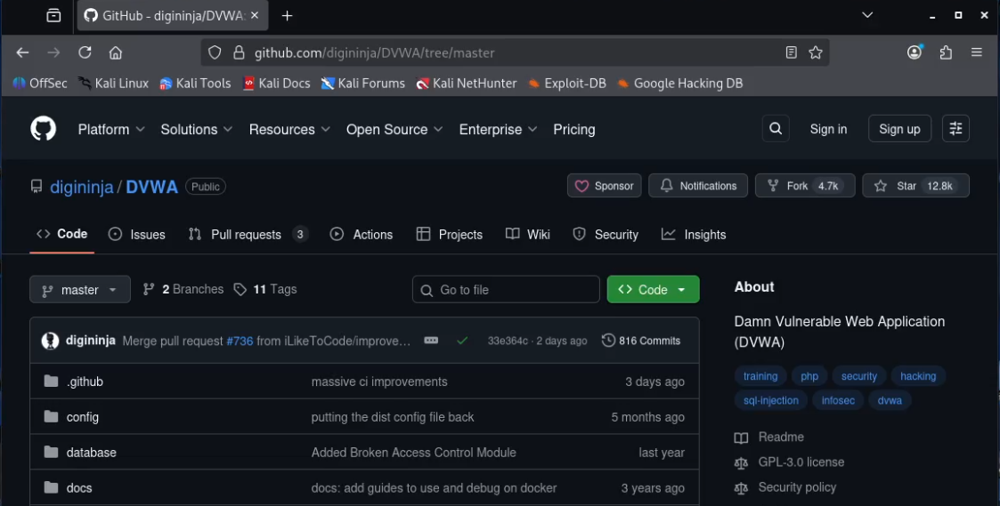 GitHub - digininja/DVWA:
github.com/digininja/DVWA/tree/master
OffSec Kali Linux Kali Tools Kali Docs Kali Forums Kali NetHunter Exploit-DB Google Hacking DB
Platform Solutions Resources Open Source Enterprise Pricing Sign in Sign up
digininja / DVWA Public Sponsor Notifications Fork 4.7k Star 12.8k
Code Issues Pull requests 3 Actions Projects Wiki Security Insights
master 2 Branches 11 Tags Go to file Code
digininja Merge pull request #736 from iLikeToCode/improve… 33e364c · 2 days ago 816 Commits
.github massive ci improvements 3 days ago
config putting the dist config file back 5 months ago
database Added Broken Access Control Module last year
docs docs: add guides to use and debug on docker 3 years ago
About
Damn Vulnerable Web Application
(DVWA)
training php security hacking
sql-injection infosec dvwa
Readme
GPL-3.0 license
Security policy